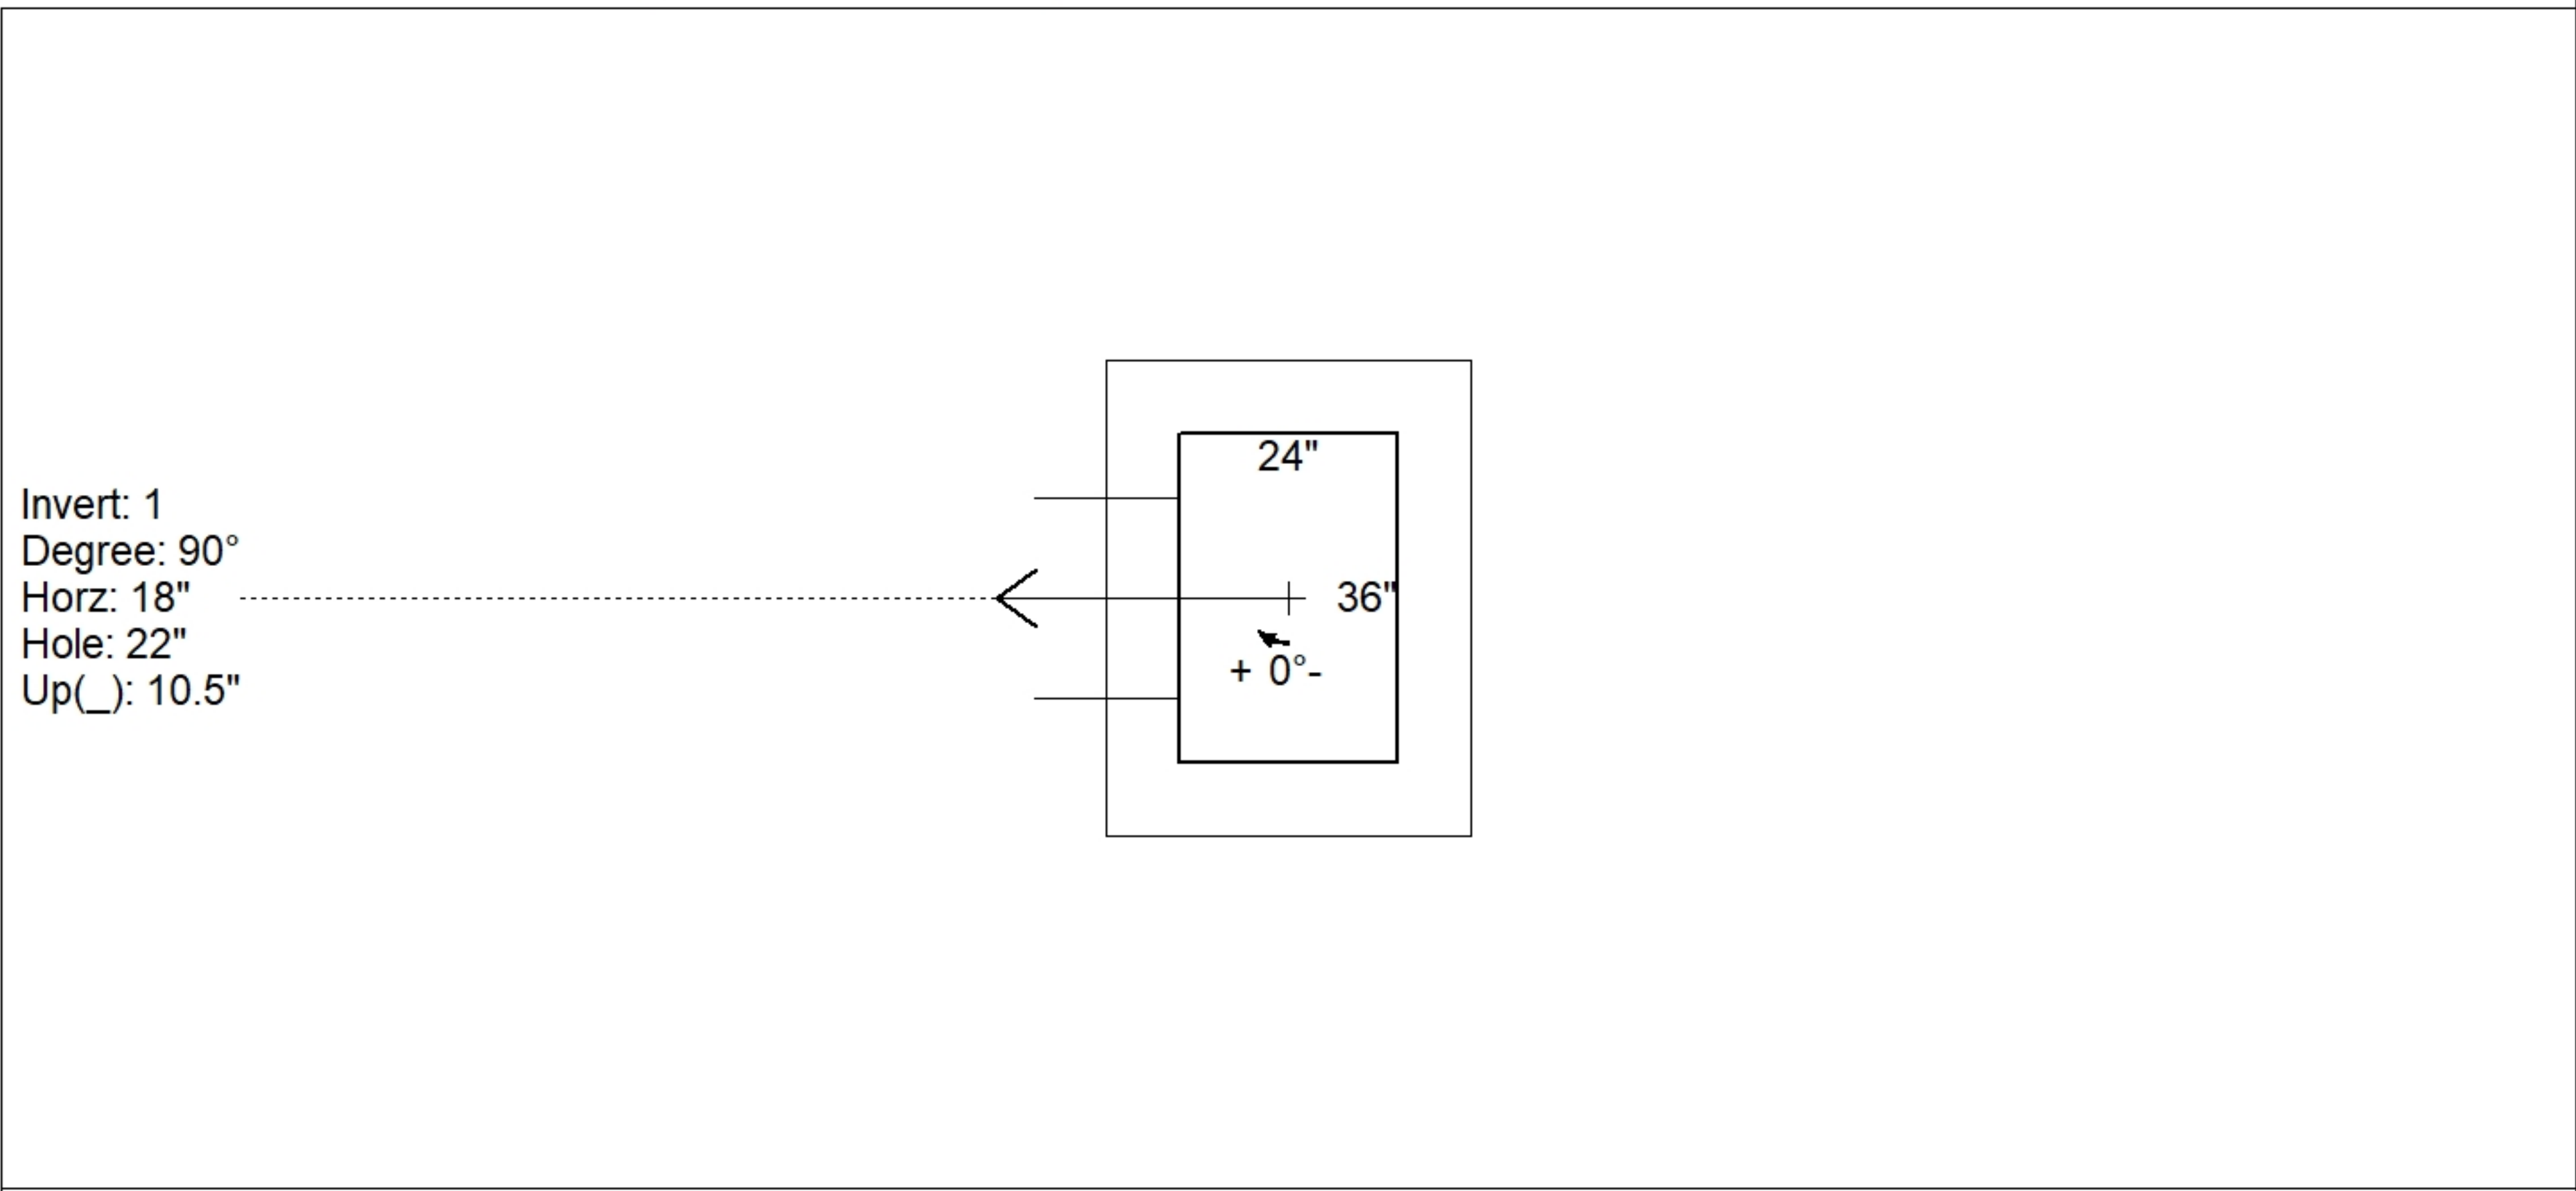 24"
Invert: 1
Degree: 90°
Horz: 18"
36"
Hole: 22"
+ 0°-
Up(_): 10.5"